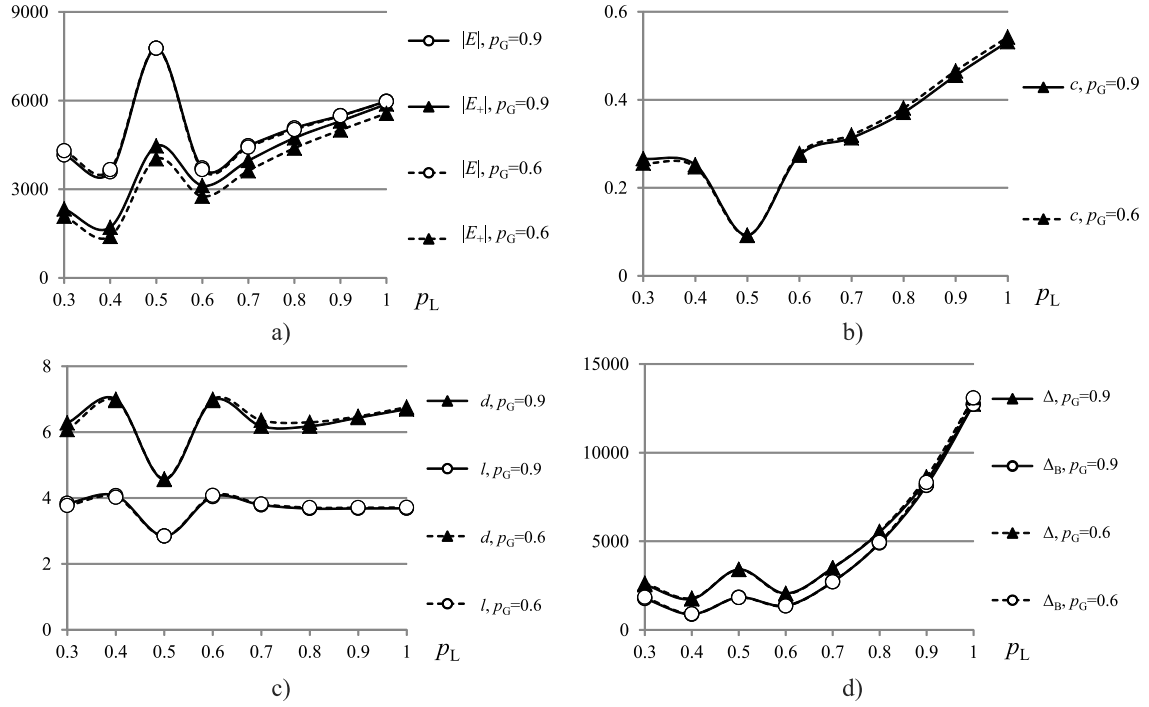 9000
6000
3000
0
0.3 0.4 0.5 0.6 0.7 0.8 0.9 1 pL
|E|, pG=0.9
|E+|, pG=0.9
|E|, pG=0.6
|E+|, pG=0.6
a)
0.6
0.4
0.2
0
0.3 0.4 0.5 0.6 0.7 0.8 0.9 1 pL
c, pG=0.9
c, pG=0.6
b)
8
6
4
2
0
0.3 0.4 0.5 0.6 0.7 0.8 0.9 1 pL
d, pG=0.9
l, pG=0.9
d, pG=0.6
l, pG=0.6
c)
15000
10000
5000
0
0.3 0.4 0.5 0.6 0.7 0.8 0.9 1 pL
Δ, pG=0.9
ΔB, pG=0.9
Δ, pG=0.6
ΔB, pG=0.6
d)